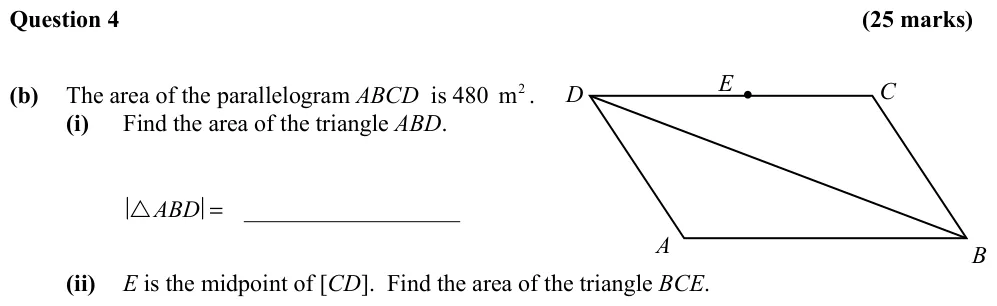 Question 4 (25 marks)
(b) The area of the parallelogram ABCD is 480 m². D E C
(i) Find the area of the triangle ABD.
|△ABD| = ____________________
A B
(ii) E is the midpoint of [CD]. Find the area of the triangle BCE.